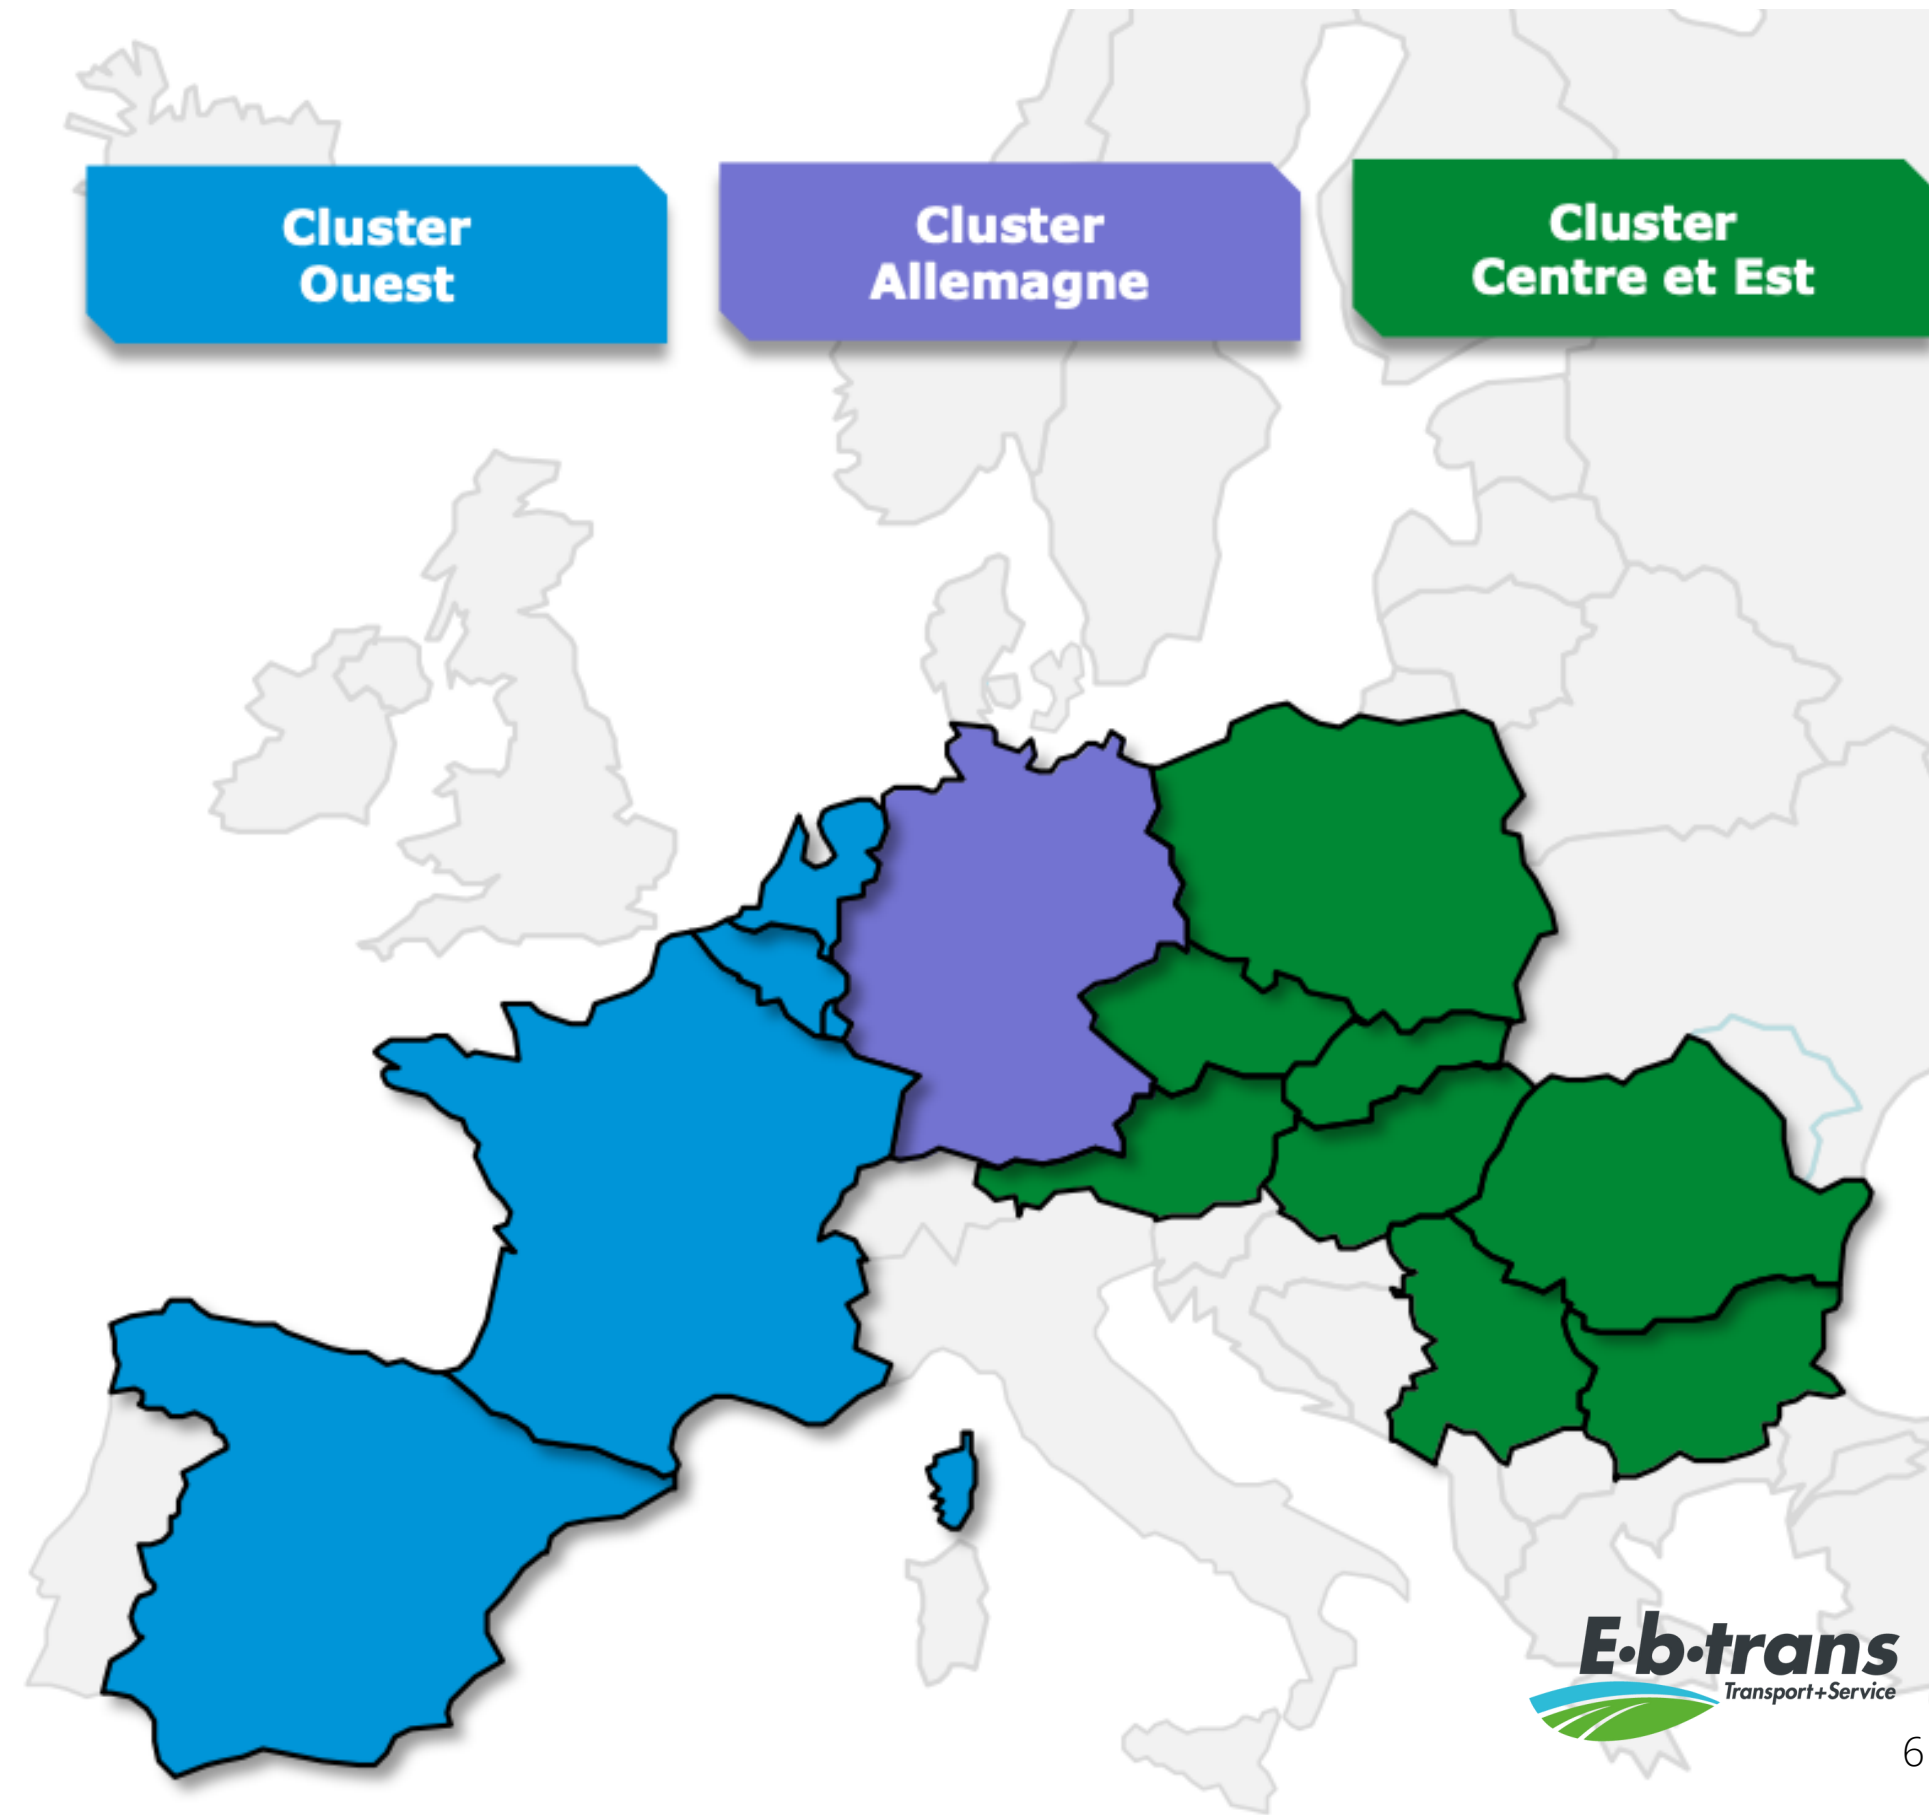 Cluster
Ouest
Cluster
Allemagne
Cluster
Centre et Est
E·b·trans
Transport+Service
6